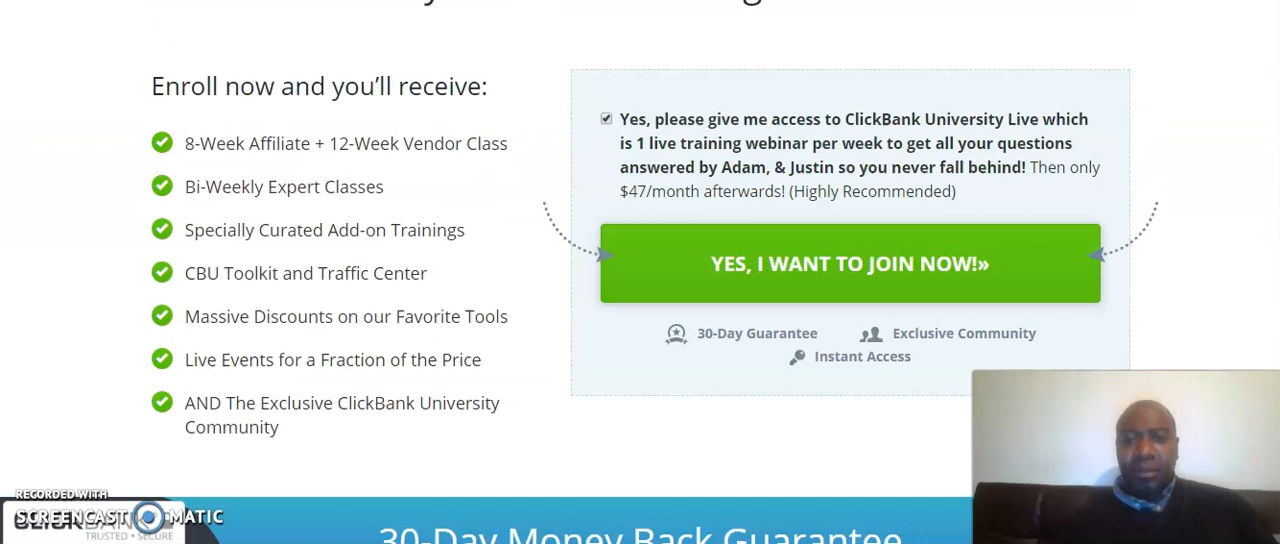 Enroll now and you’ll receive:
8-Week Affiliate + 12-Week Vendor Class
Bi-Weekly Expert Classes
Specially Curated Add-on Trainings
CBU Toolkit and Traffic Center
Massive Discounts on our Favorite Tools
Live Events for a Fraction of the Price
AND The Exclusive ClickBank University
Community
Yes, please give me access to ClickBank University Live which
is 1 live training webinar per week to get all your questions
answered by Adam, & Justin so you never fall behind! Then only
$47/month afterwards! (Highly Recommended)
YES, I WANT TO JOIN NOW!»
30-Day Guarantee
Exclusive Community
Instant Access
RECORDED WITH
SCREENCAST MATIC
TRUSTED • SECURE
30-Day Money Back Guarantee